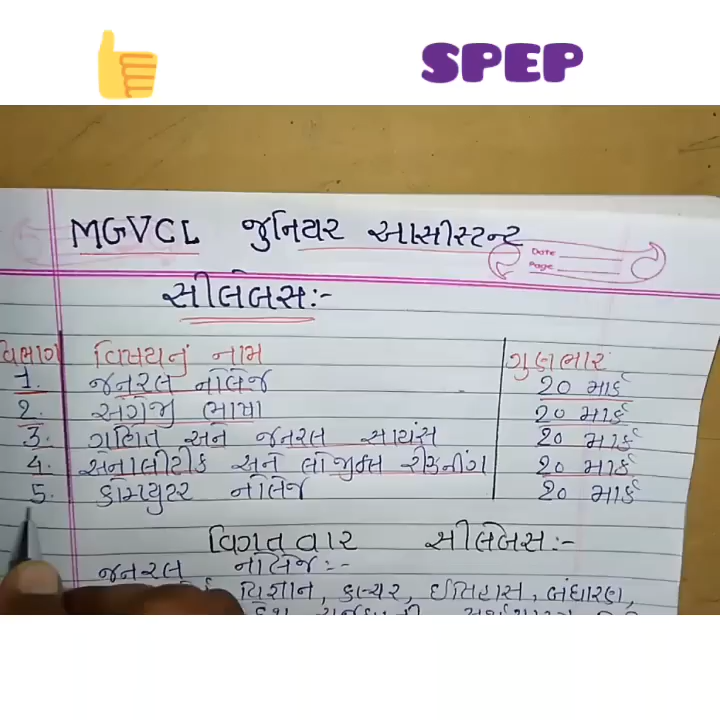 SPEP
MGVCL જુનિયર આસીસ્ટન્ટ
Date
Page
સીલેબસ:-
વિભાગ વિષયનું નામ ગુણભાર
1. જનરલ નોલેજ 20 માર્ક
2. અંગ્રેજી ભાષા 20 માર્ક
3. ગણિત અને જનરલ સાયંસ 20 માર્ક
4. એનાલીટીક અને લોજીકલ રીઝનીંગ 20 માર્ક
5. કોમ્પ્યુટર નોલેજ 20 માર્ક
વિગતવાર સીલેબસ:-
જનરલ નોલેજ:-
વિજ્ઞાન, કલ્ચર, ઈતિહાસ, બંધારણ,